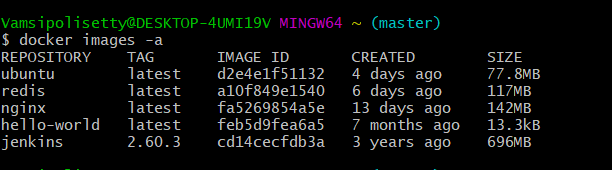 Vamsipolisetty@DESKTOP-4UMI19V MINGW64 ~ (master)
$ docker images -a
REPOSITORY TAG IMAGE ID CREATED SIZE
ubuntu latest d2e4e1f51132 4 days ago 77.8MB
redis latest a10f849e1540 6 days ago 117MB
nginx latest fa5269854a5e 13 days ago 142MB
hello-world latest feb5d9fea6a5 7 months ago 13.3kB
jenkins 2.60.3 cd14cecfdb3a 3 years ago 696MB